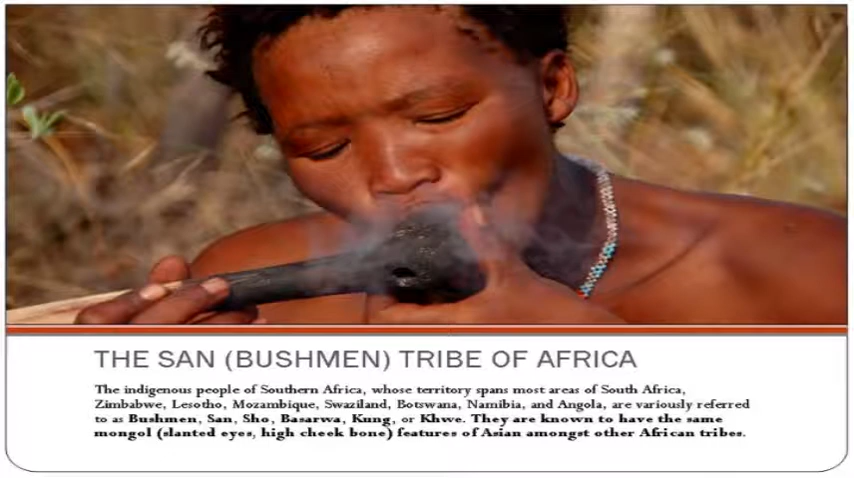 THE SAN (BUSHMEN) TRIBE OF AFRICA
The indigenous people of Southern Africa, whose territory spans most areas of South Africa,
Zimbabwe, Lesotho, Mozambique, Swaziland, Botswana, Namibia, and Angola, are variously referred
to as Bushmen, San, Sho, Basarwa, Kung, or Khwe. They are known to have the same
mongol (slanted eyes, high cheek bone) features of Asian amongst other African tribes.